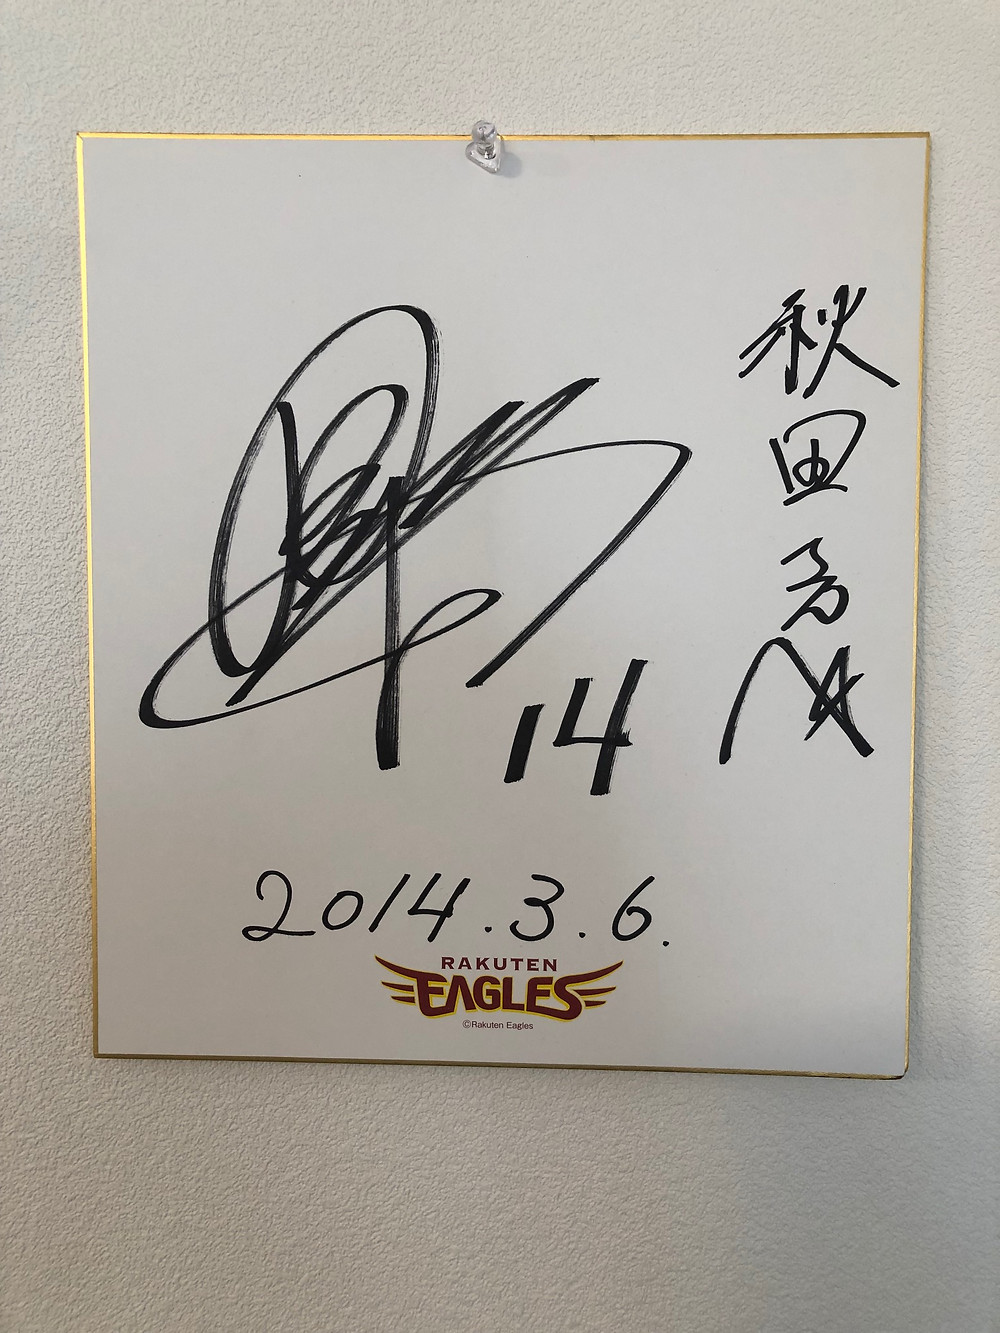 秋田
14
2014.3.6.
RAKUTEN
EAGLES
©Rakuten Eagles